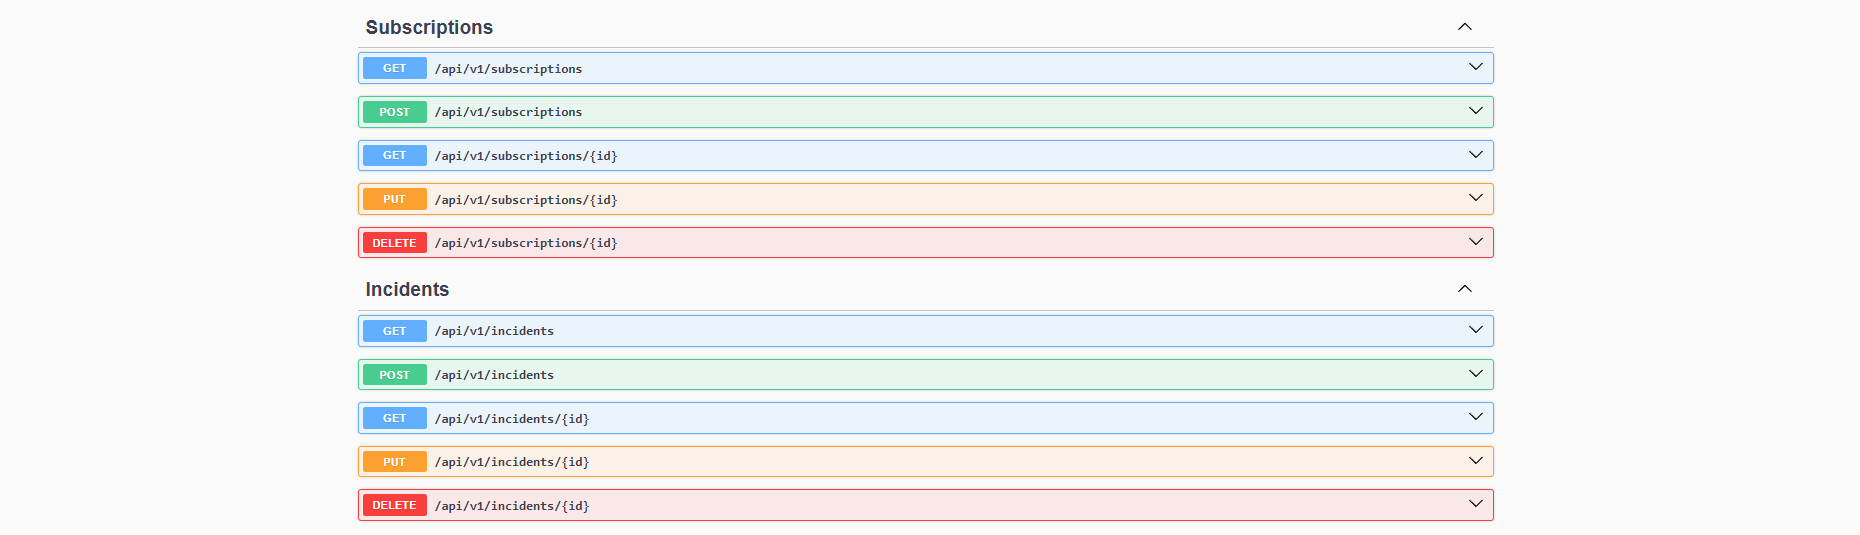 Subscriptions
GET /api/v1/subscriptions
POST /api/v1/subscriptions
GET /api/v1/subscriptions/{id}
PUT /api/v1/subscriptions/{id}
DELETE /api/v1/subscriptions/{id}
Incidents
GET /api/v1/incidents
POST /api/v1/incidents
GET /api/v1/incidents/{id}
PUT /api/v1/incidents/{id}
DELETE /api/v1/incidents/{id}